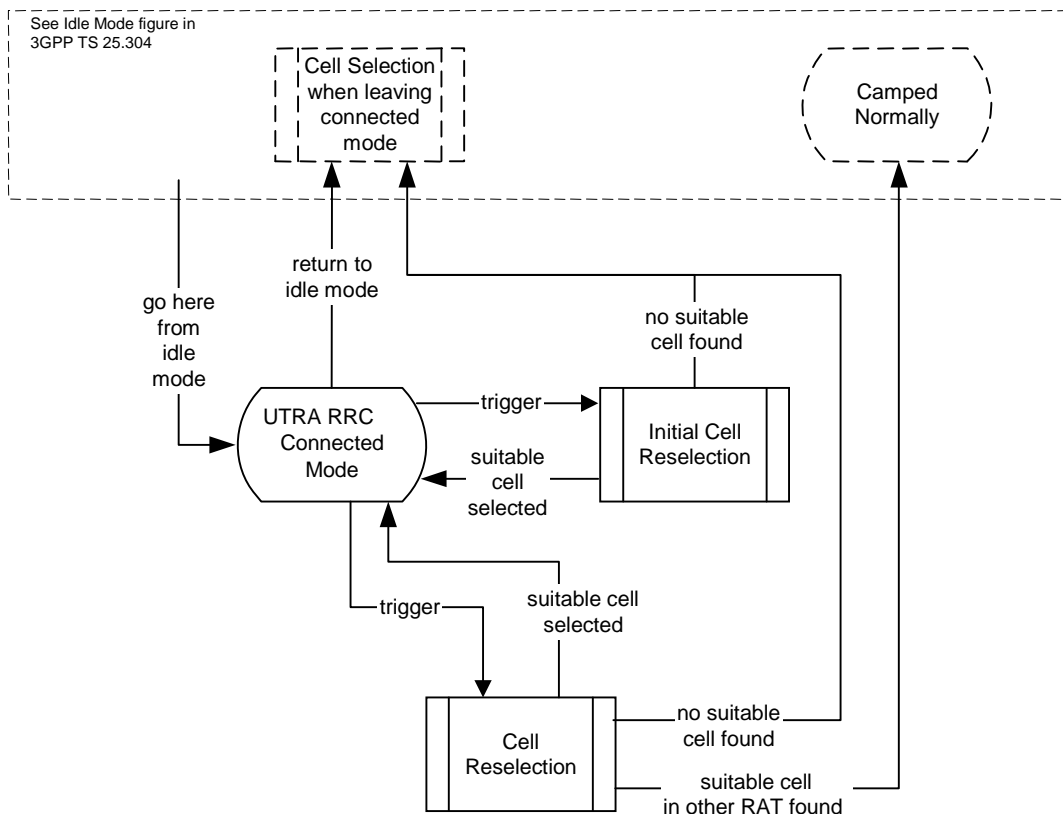 See Idle Mode figure in
3GPP TS 25.304
Cell Selection
when leaving
connected
mode
Camped
Normally
return to
idle mode
go here
from
idle
mode
no suitable
cell found
UTRA RRC
Connected
Mode
trigger
Initial Cell
Reselection
suitable
cell
selected
trigger
suitable cell
selected
Cell
Reselection
no suitable
cell found
suitable cell
in other RAT found